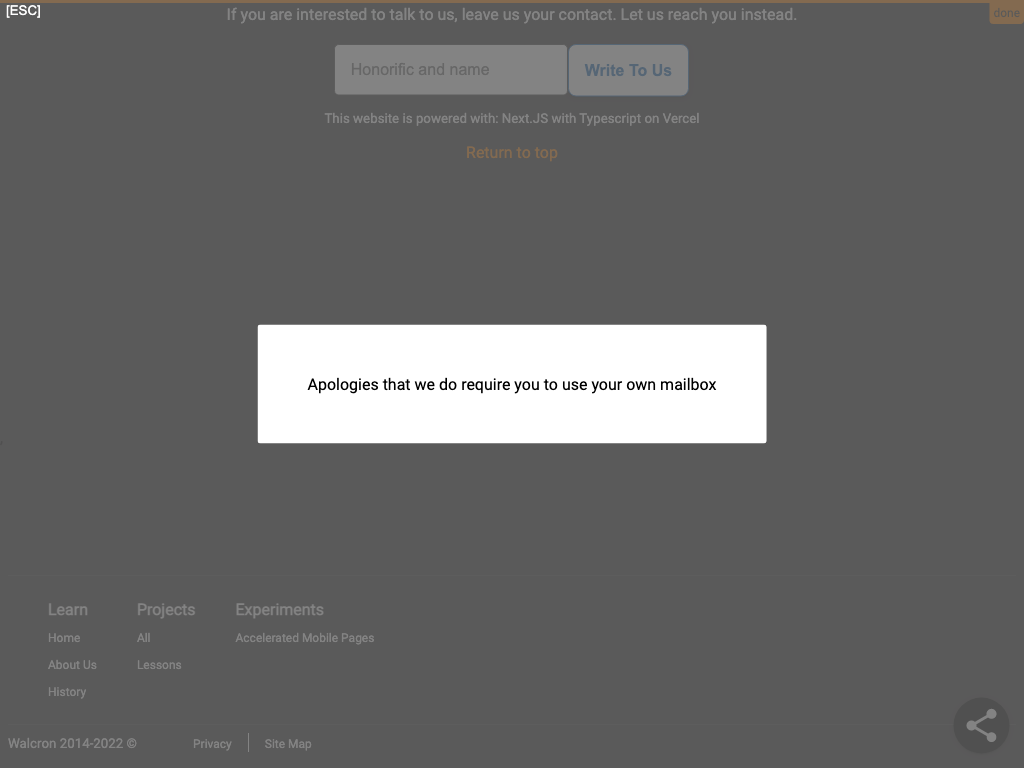 [ESC]
If you are interested to talk to us, leave us your contact. Let us reach you instead.
done
Honorific and name
Write To Us
This website is powered with: Next.JS with Typescript on Vercel
Return to top
Apologies that we do require you to use your own mailbox
Learn
Projects
Experiments
Home
All
Accelerated Mobile Pages
About Us
Lessons
History
Walcron 2014-2022 ©
Privacy
Site Map